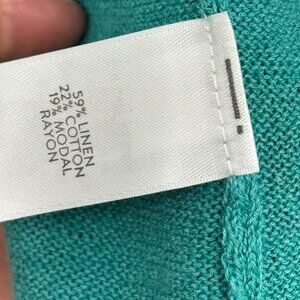 59% LINEN
22% COTTON
19% MODAL
RAYON